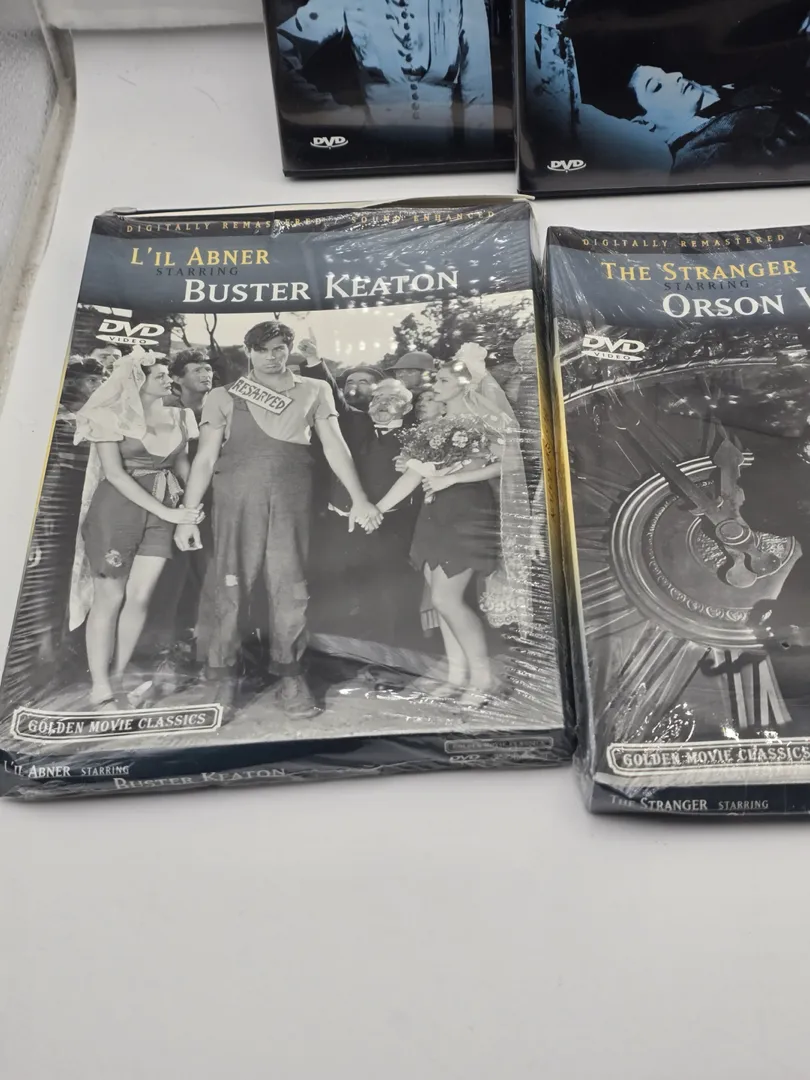 DVD
DVD
DIGITALLY REMASTERED / SOUND ENHANCED
L'IL ABNER
STARRING
BUSTER KEATON
DVD
VIDEO
RESARVED
GOLDEN MOVIE CLASSICS
L'IL ABNER STARRING
BUSTER KEATON
DVD
DIGITALLY REMASTERED /
THE STRANGER
STARRING
ORSON
DVD
VIDEO
GOLDEN MOVIE CLASSICS
THE STRANGER STARRING